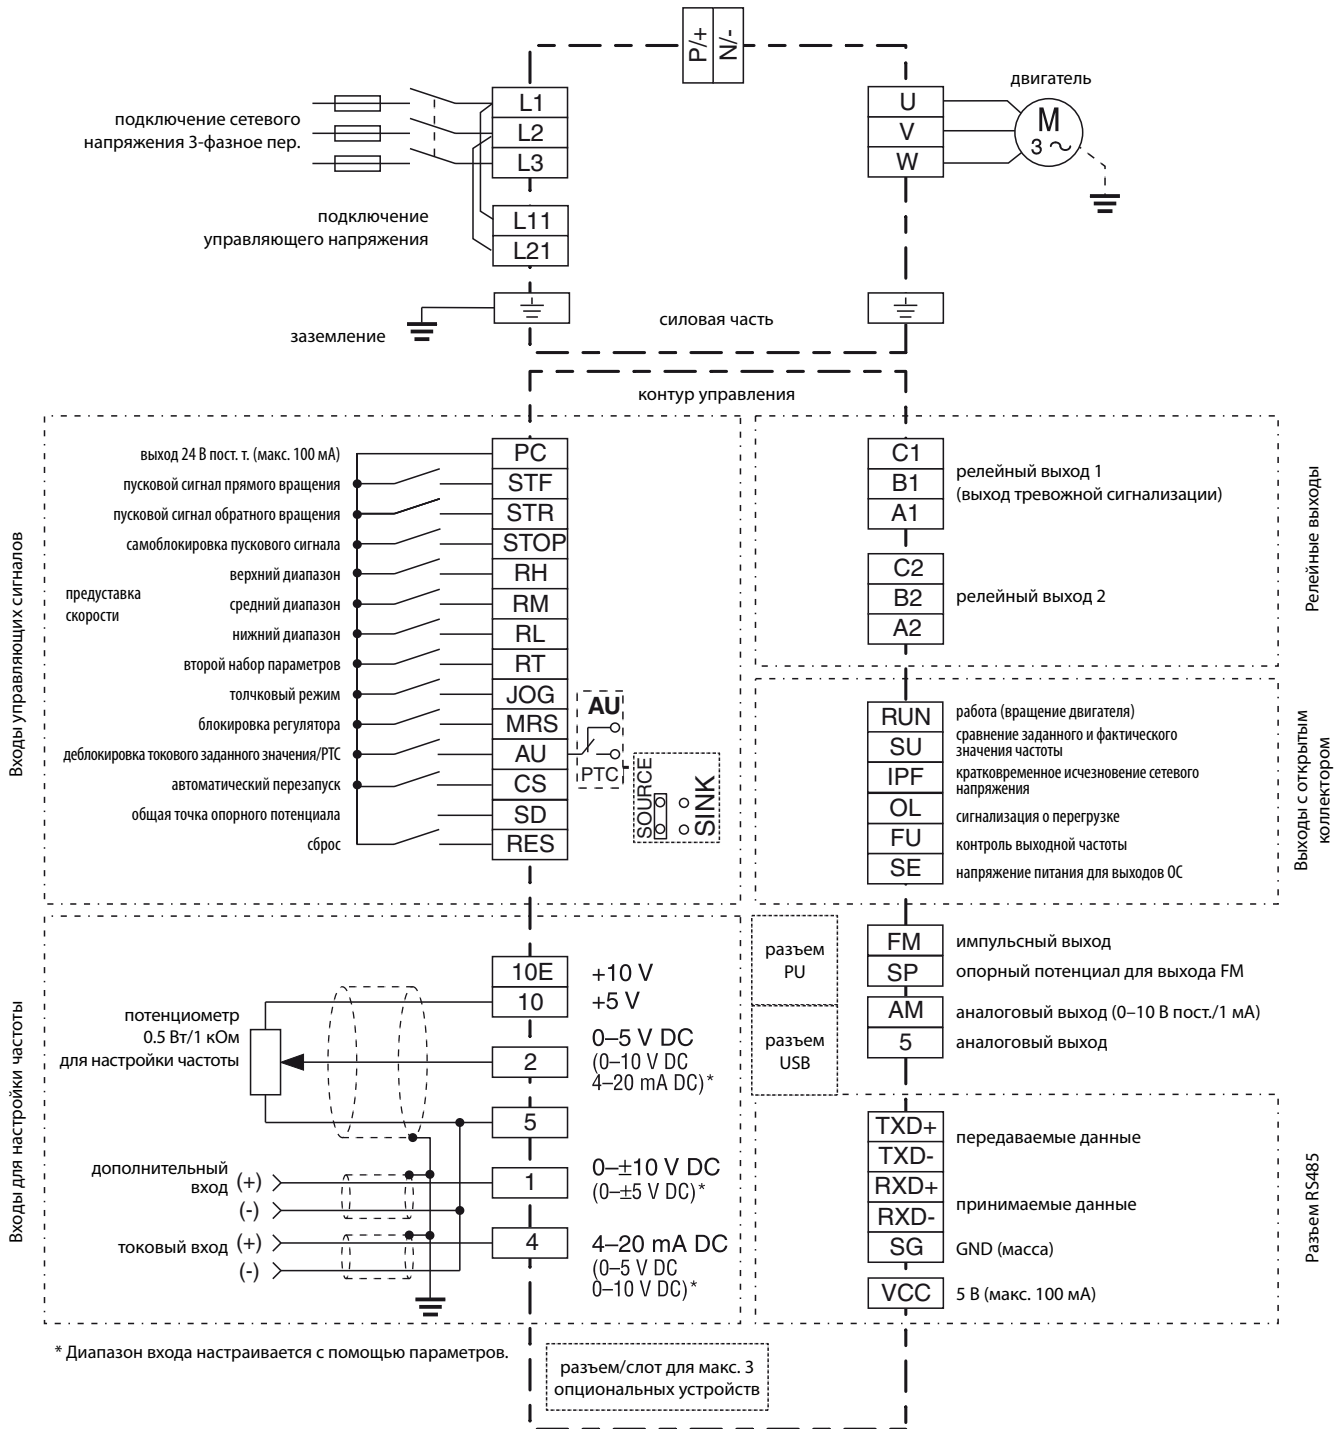 P/+
N/-
двигатель
подключение сетевого
напряжения 3-фазное пер.
L1
L2
L3
U
V
W
M
3 ~
подключение
управляющего напряжения
L11
L21
заземление
силовая часть
контур управления
Входы управляющих сигналов
выход 24 В пост. т. (макс. 100 мА)
PC
пусковой сигнал прямого вращения
STF
пусковой сигнал обратного вращения
STR
самоблокировка пускового сигнала
STOP
предуставка
скорости
верхний диапазон
RH
средний диапазон
RM
нижний диапазон
RL
второй набор параметров
RT
толчковый режим
JOG
блокировка регулятора
MRS
деблокировка токового заданного значения/PTC
AU
автоматический перезапуск
CS
общая точка опорного потенциала
SD
сброс
RES
AU
PTC
SOURCE
SINK
C1
B1
A1
релейный выход 1
(выход тревожной сигнализации)
C2
B2
A2
релейный выход 2
Релейные выходы
RUN
работа (вращение двигателя)
SU
сравнение заданного и фактического
значения частоты
IPF
кратковременное исчезновение сетевого
напряжения
OL
сигнализация о перегрузке
FU
контроль выходной частоты
SE
напряжение питания для выходов ОС
Выходы с открытым
коллектором
Входы для настройки частоты
потенциометр
0.5 Вт/1 кОм
для настройки частоты
10E
+10 V
10
+5 V
2
0–5 V DC
(0–10 V DC
4–20 mA DC)*
5
дополнительный
вход
(+)
(-)
1
0–±10 V DC
(0–±5 V DC)*
токовый вход
(+)
(-)
4
4–20 mA DC
(0–5 V DC
0–10 V DC)*
разъем
PU
разъем
USB
FM
импульсный выход
SP
опорный потенциал для выхода FM
AM
аналоговый выход (0–10 В пост./1 мА)
5
аналоговый выход
TXD+
TXD-
передаваемые данные
RXD+
RXD-
принимаемые данные
SG
GND (масса)
VCC
5 В (макс. 100 мА)
Разъем RS485
* Диапазон входа настраивается с помощью параметров.
разъем/слот для макс. 3
опциональных устройств